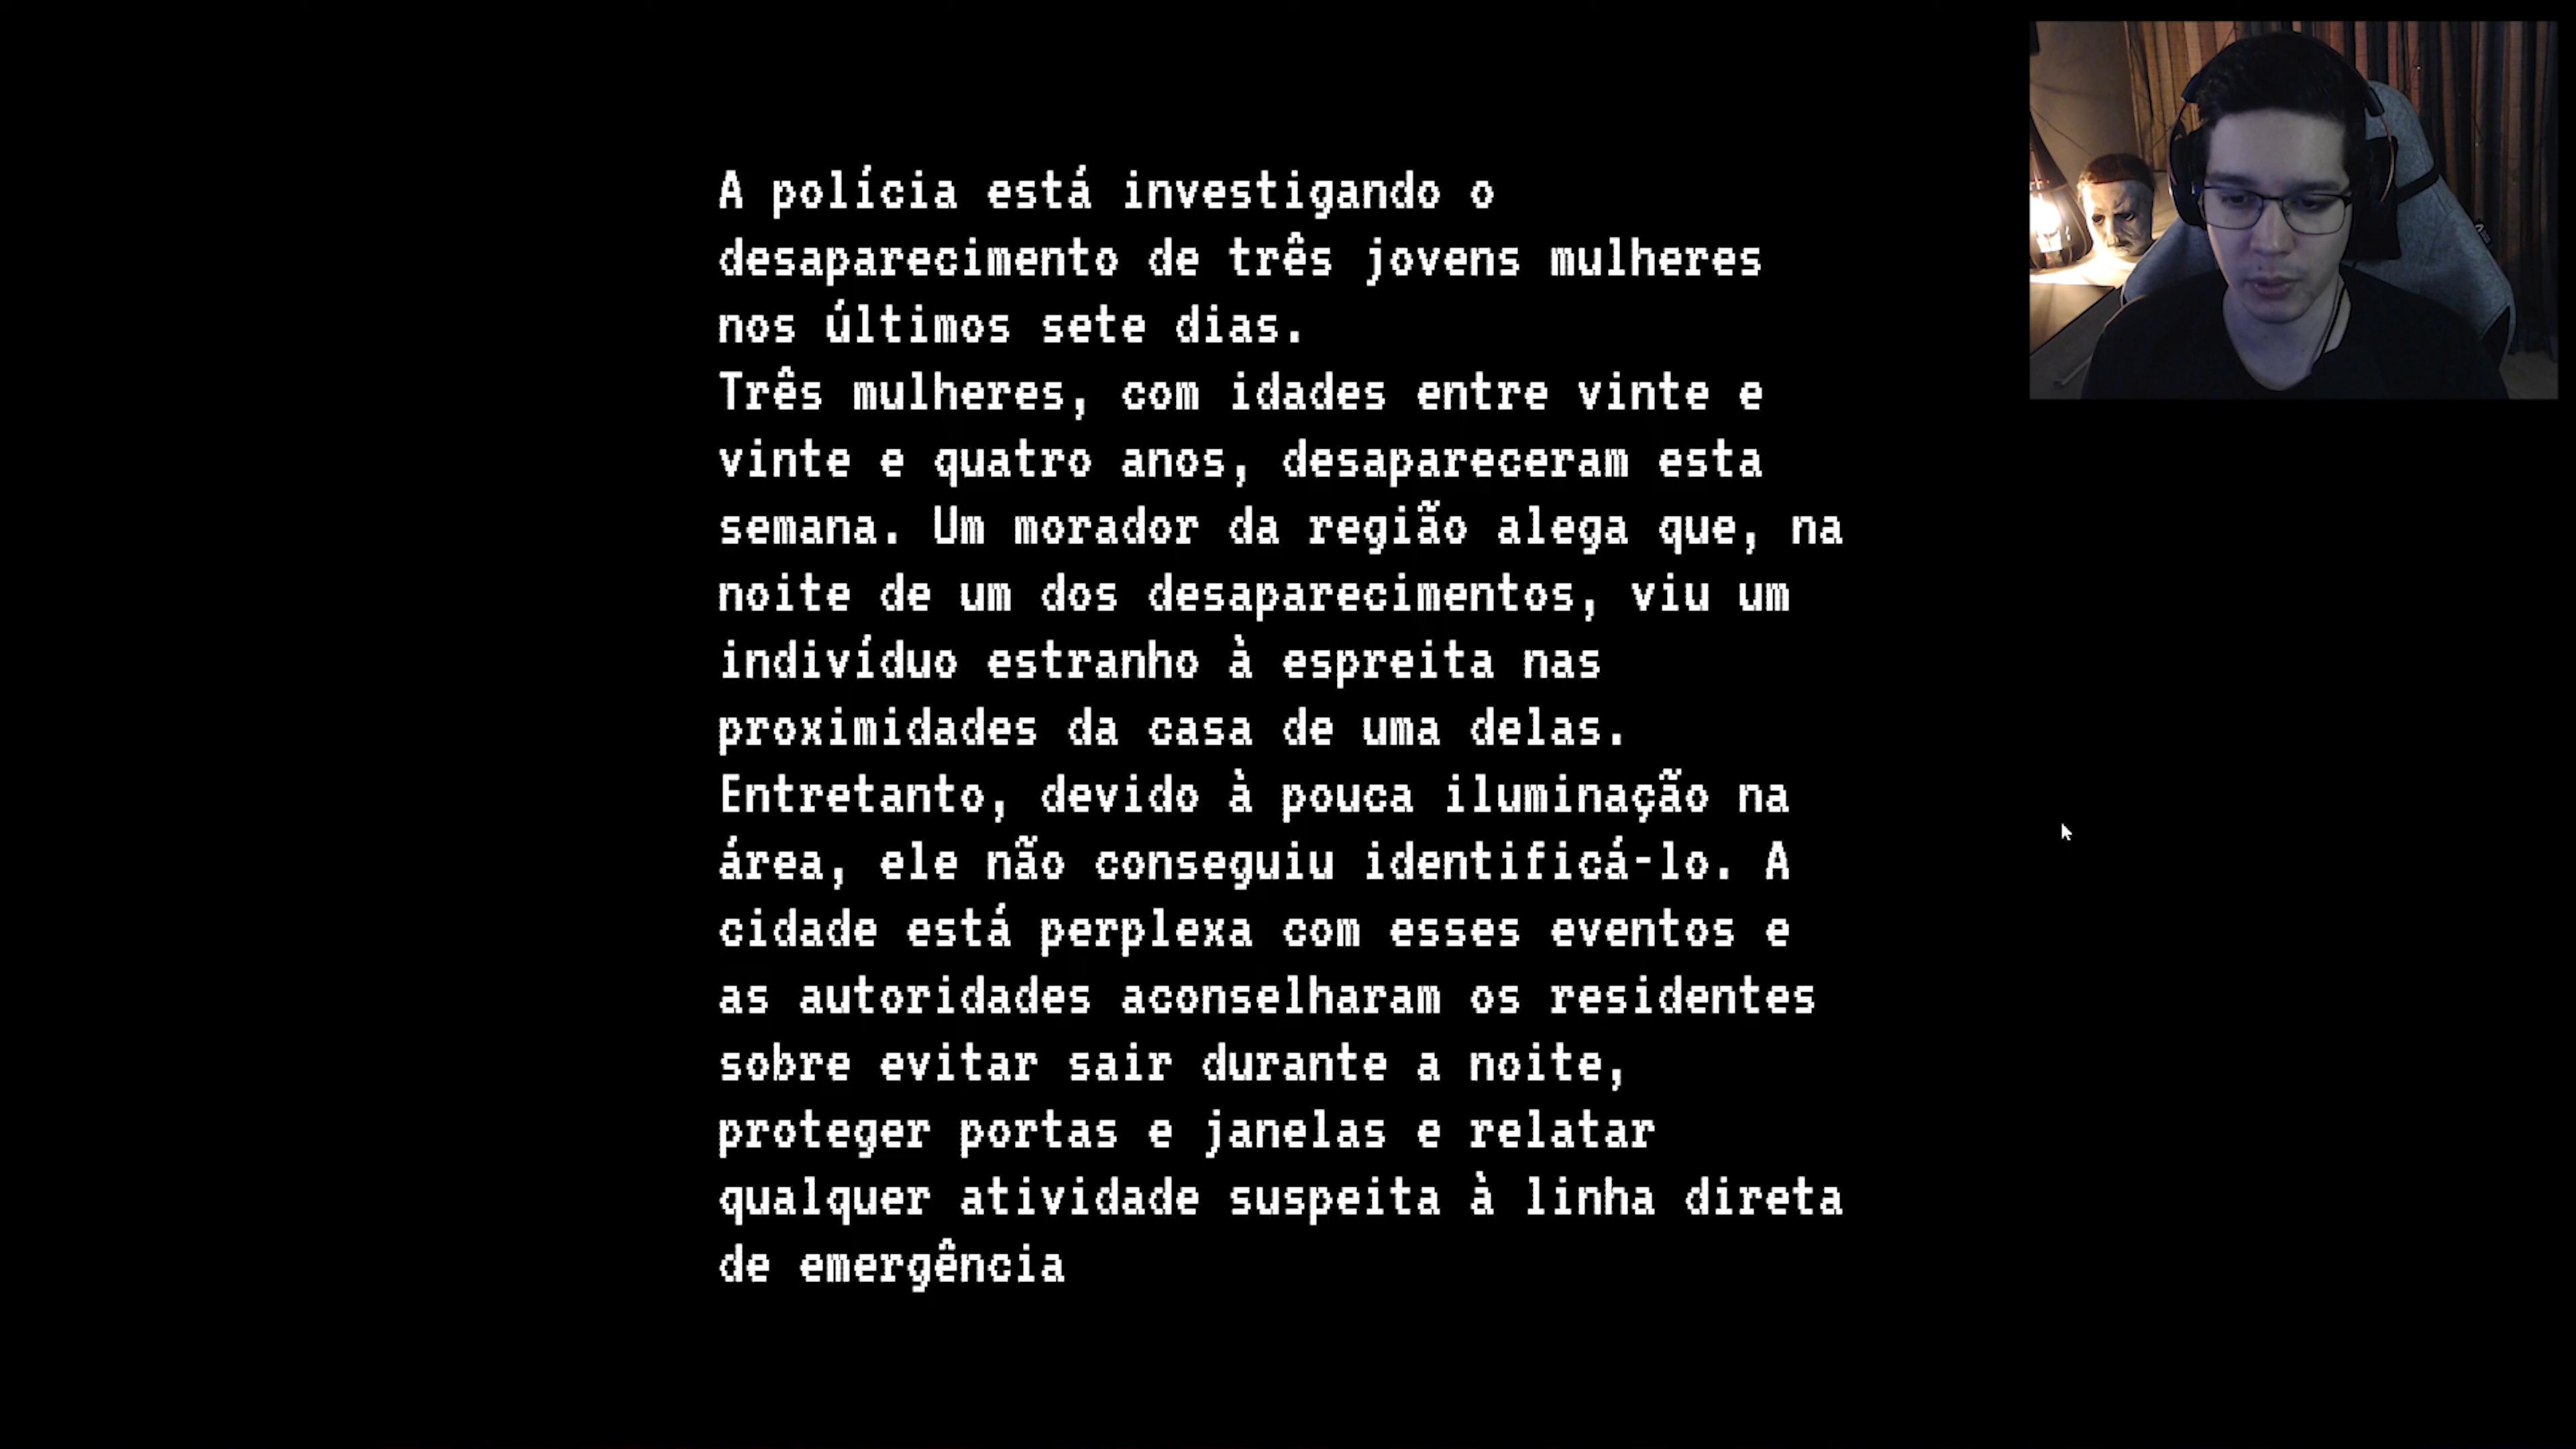 A polícia está investigando o
desaparecimento de três jovens mulheres
nos últimos sete dias.
Três mulheres, com idades entre vinte e
vinte e quatro anos, desapareceram esta
semana. Um morador da região alega que, na
noite de um dos desaparecimentos, viu um
indivíduo estranho à espreita nas
proximidades da casa de uma delas.
Entretanto, devido à pouca iluminação na
área, ele não conseguiu identificá-lo. A
cidade está perplexa com esses eventos e
as autoridades aconselharam os residentes
sobre evitar sair durante a noite,
proteger portas e janelas e relatar
qualquer atividade suspeita à linha direta
de emergência